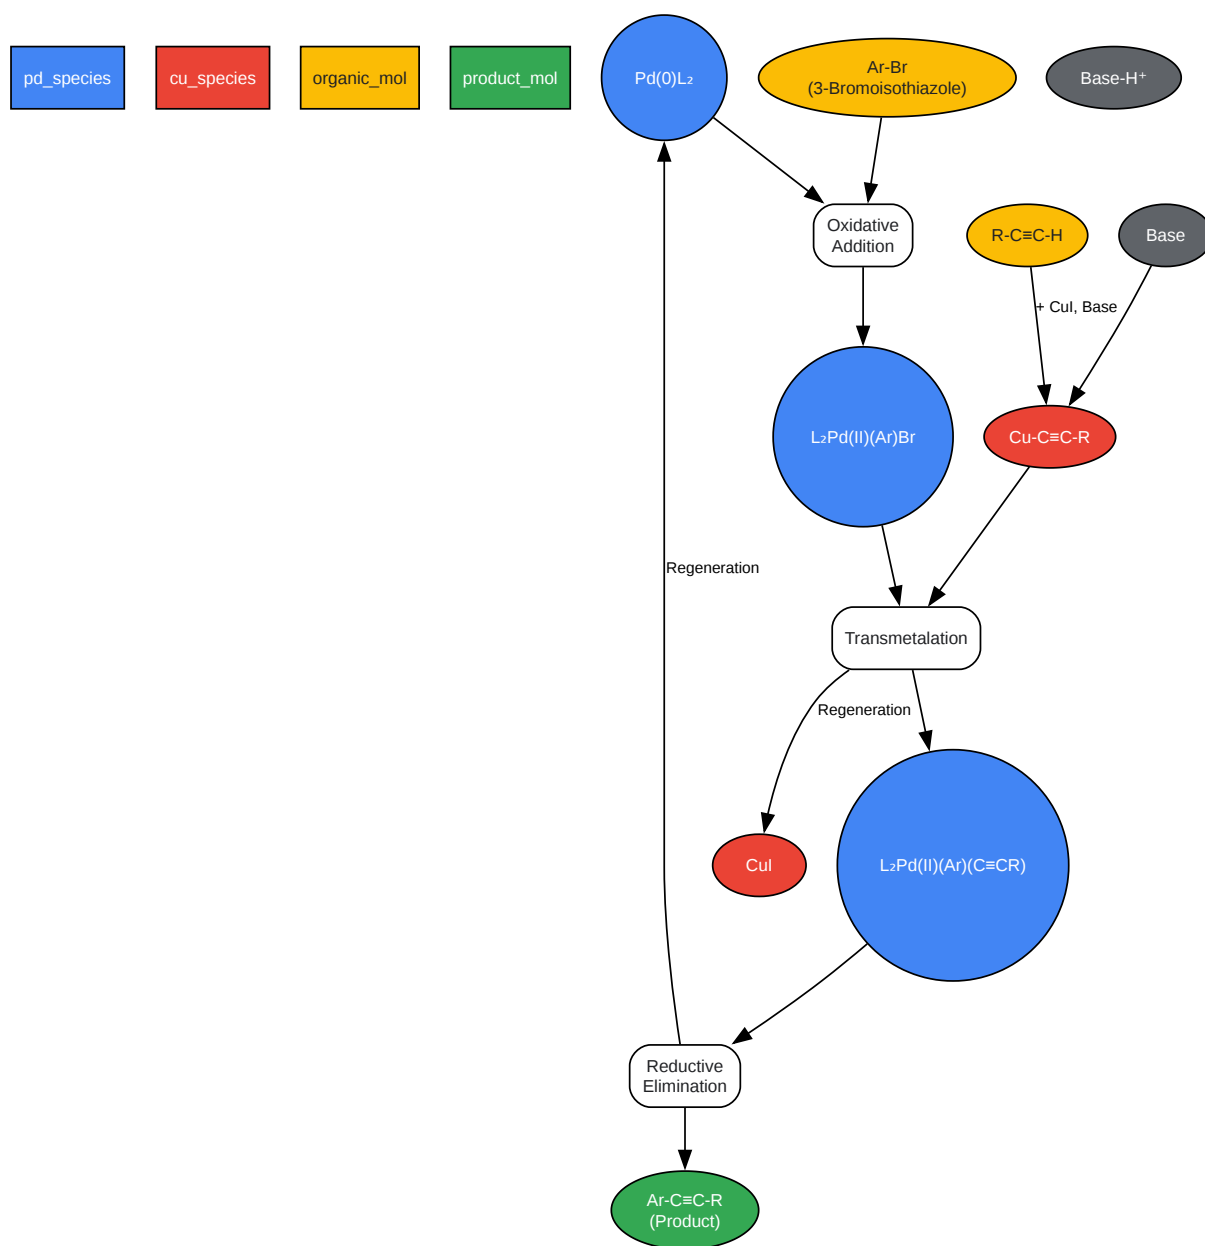 pd_species
cu_species
organic_mol
product_mol
Pd(0)L₂
Ar-Br
(3-Bromoisothiazole)
Base-H⁺
Oxidative
Addition
R-C≡C-H
Base
+ CuI, Base
L₂Pd(II)(Ar)Br
Cu-C≡C-R
Regeneration
Transmetalation
Regeneration
CuI
L₂Pd(II)(Ar)(C≡CR)
Reductive
Elimination
Ar-C≡C-R
(Product)